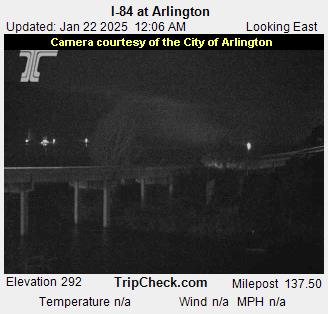 I-84 at Arlington
Updated: Jan 22 2025 12:06 AM Looking East
Camera courtesy of the City of Arlington
Elevation 292 TripCheck.com Milepost 137.50
Temperature n/a Wind n/a MPH n/a